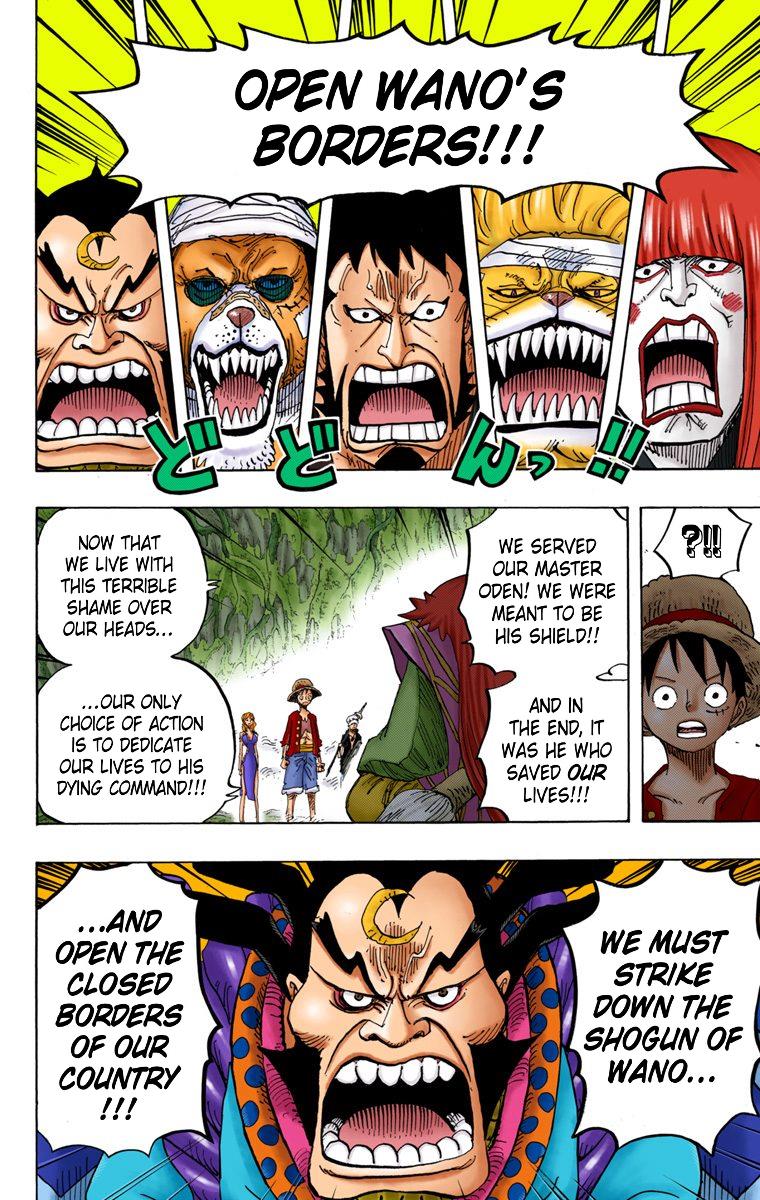 OPEN WANO'S
BORDERS!!!
どどんっ!!
?!!
WE SERVED
OUR MASTER
ODEN! WE WERE
MEANT TO BE
HIS SHIELD!!
AND IN
THE END, IT
WAS HE WHO
SAVED OUR
LIVES!!!
NOW THAT
WE LIVE WITH
THIS TERRIBLE
SHAME OVER
OUR HEADS...
...OUR ONLY
CHOICE OF ACTION
IS TO DEDICATE
OUR LIVES TO HIS
DYING COMMAND!!!
WE MUST
STRIKE
DOWN THE
SHOGUN OF
WANO...
...AND
OPEN THE
CLOSED
BORDERS
OF OUR
COUNTRY
!!!